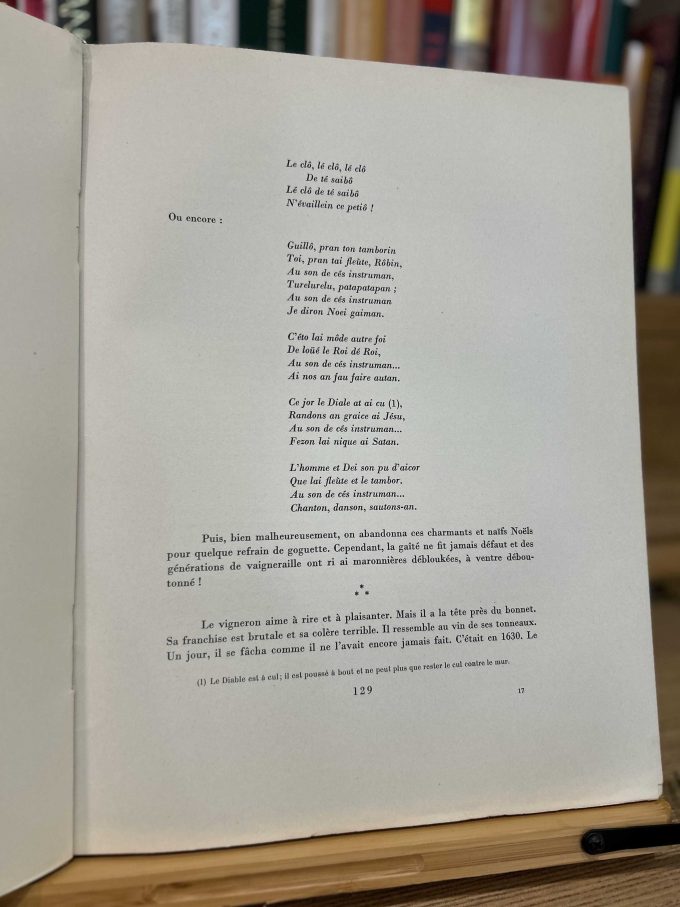 Le clô, lé clô, lé clô
De té saibô
Lé clô de té saibô
N'évaillein ce petiô !
Ou encore :
Guillô, pran ton tamborin
Toi, pran tai fleùte, Rôbin,
Au son de cés instruman,
Turelurelu, patapatapan ;
Au son de cés instruman
Je diron Noei gaiman.
C'éto lai môde autre foi
De loüé le Roi dé Roi,
Au son de cés instruman...
Ai nos an fau faire autan.
Ce jor le Diale at ai cu (1),
Randons an graice ai Jésu,
Au son de cés instruman...
Fezon lai nique ai Satan.
L'homme et Dei son pu d'aicor
Que lai fleùte et le tambor.
Au son de cés instruman...
Chanton, danson, sautons-an.
Puis, bien malheureusement, on abandonna ces charmants et naïfs Noëls
pour quelque refrain de goguette. Cependant, la gaîté ne fit jamais défaut et des
générations de vaigneraille ont ri ai maronnières débloukées, à ventre débou-
tonné !
* * *
Le vigneron aime à rire et à plaisanter. Mais il a la tête près du bonnet.
Sa franchise est brutale et sa colère terrible. Il ressemble au vin de ses tonneaux.
Un jour, il se fâcha comme il ne l'avait encore jamais fait. C'était en 1630. Le
(1) Le Diable est à cul ; il est poussé à bout et ne peut plus que rester le cul contre le mur.
129
17